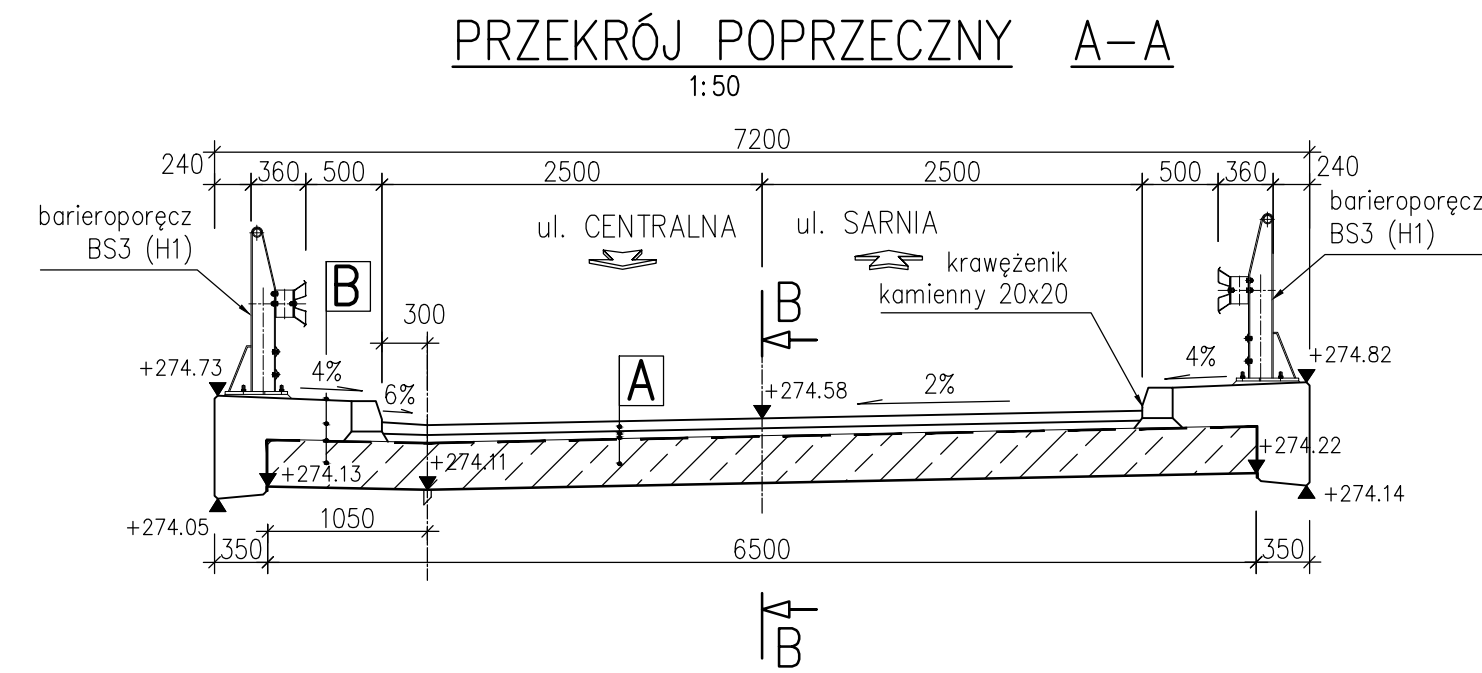 PRZEKRÓJ POPRZECZNY A-A
1:50
7200
240 360 500 2500 2500 500 360 240
barieroporęcz
BS3 (H1)
ul. CENTRALNA
ul. SARNIA
barieroporęcz
BS3 (H1)
krawężenik
kamienny 20x20
B
300
B
+274.73
4%
6%
A
+274.58
2%
4%
+274.82
+274.13
+274.11
+274.22
+274.05
+274.14
1050
350 6500 350
B